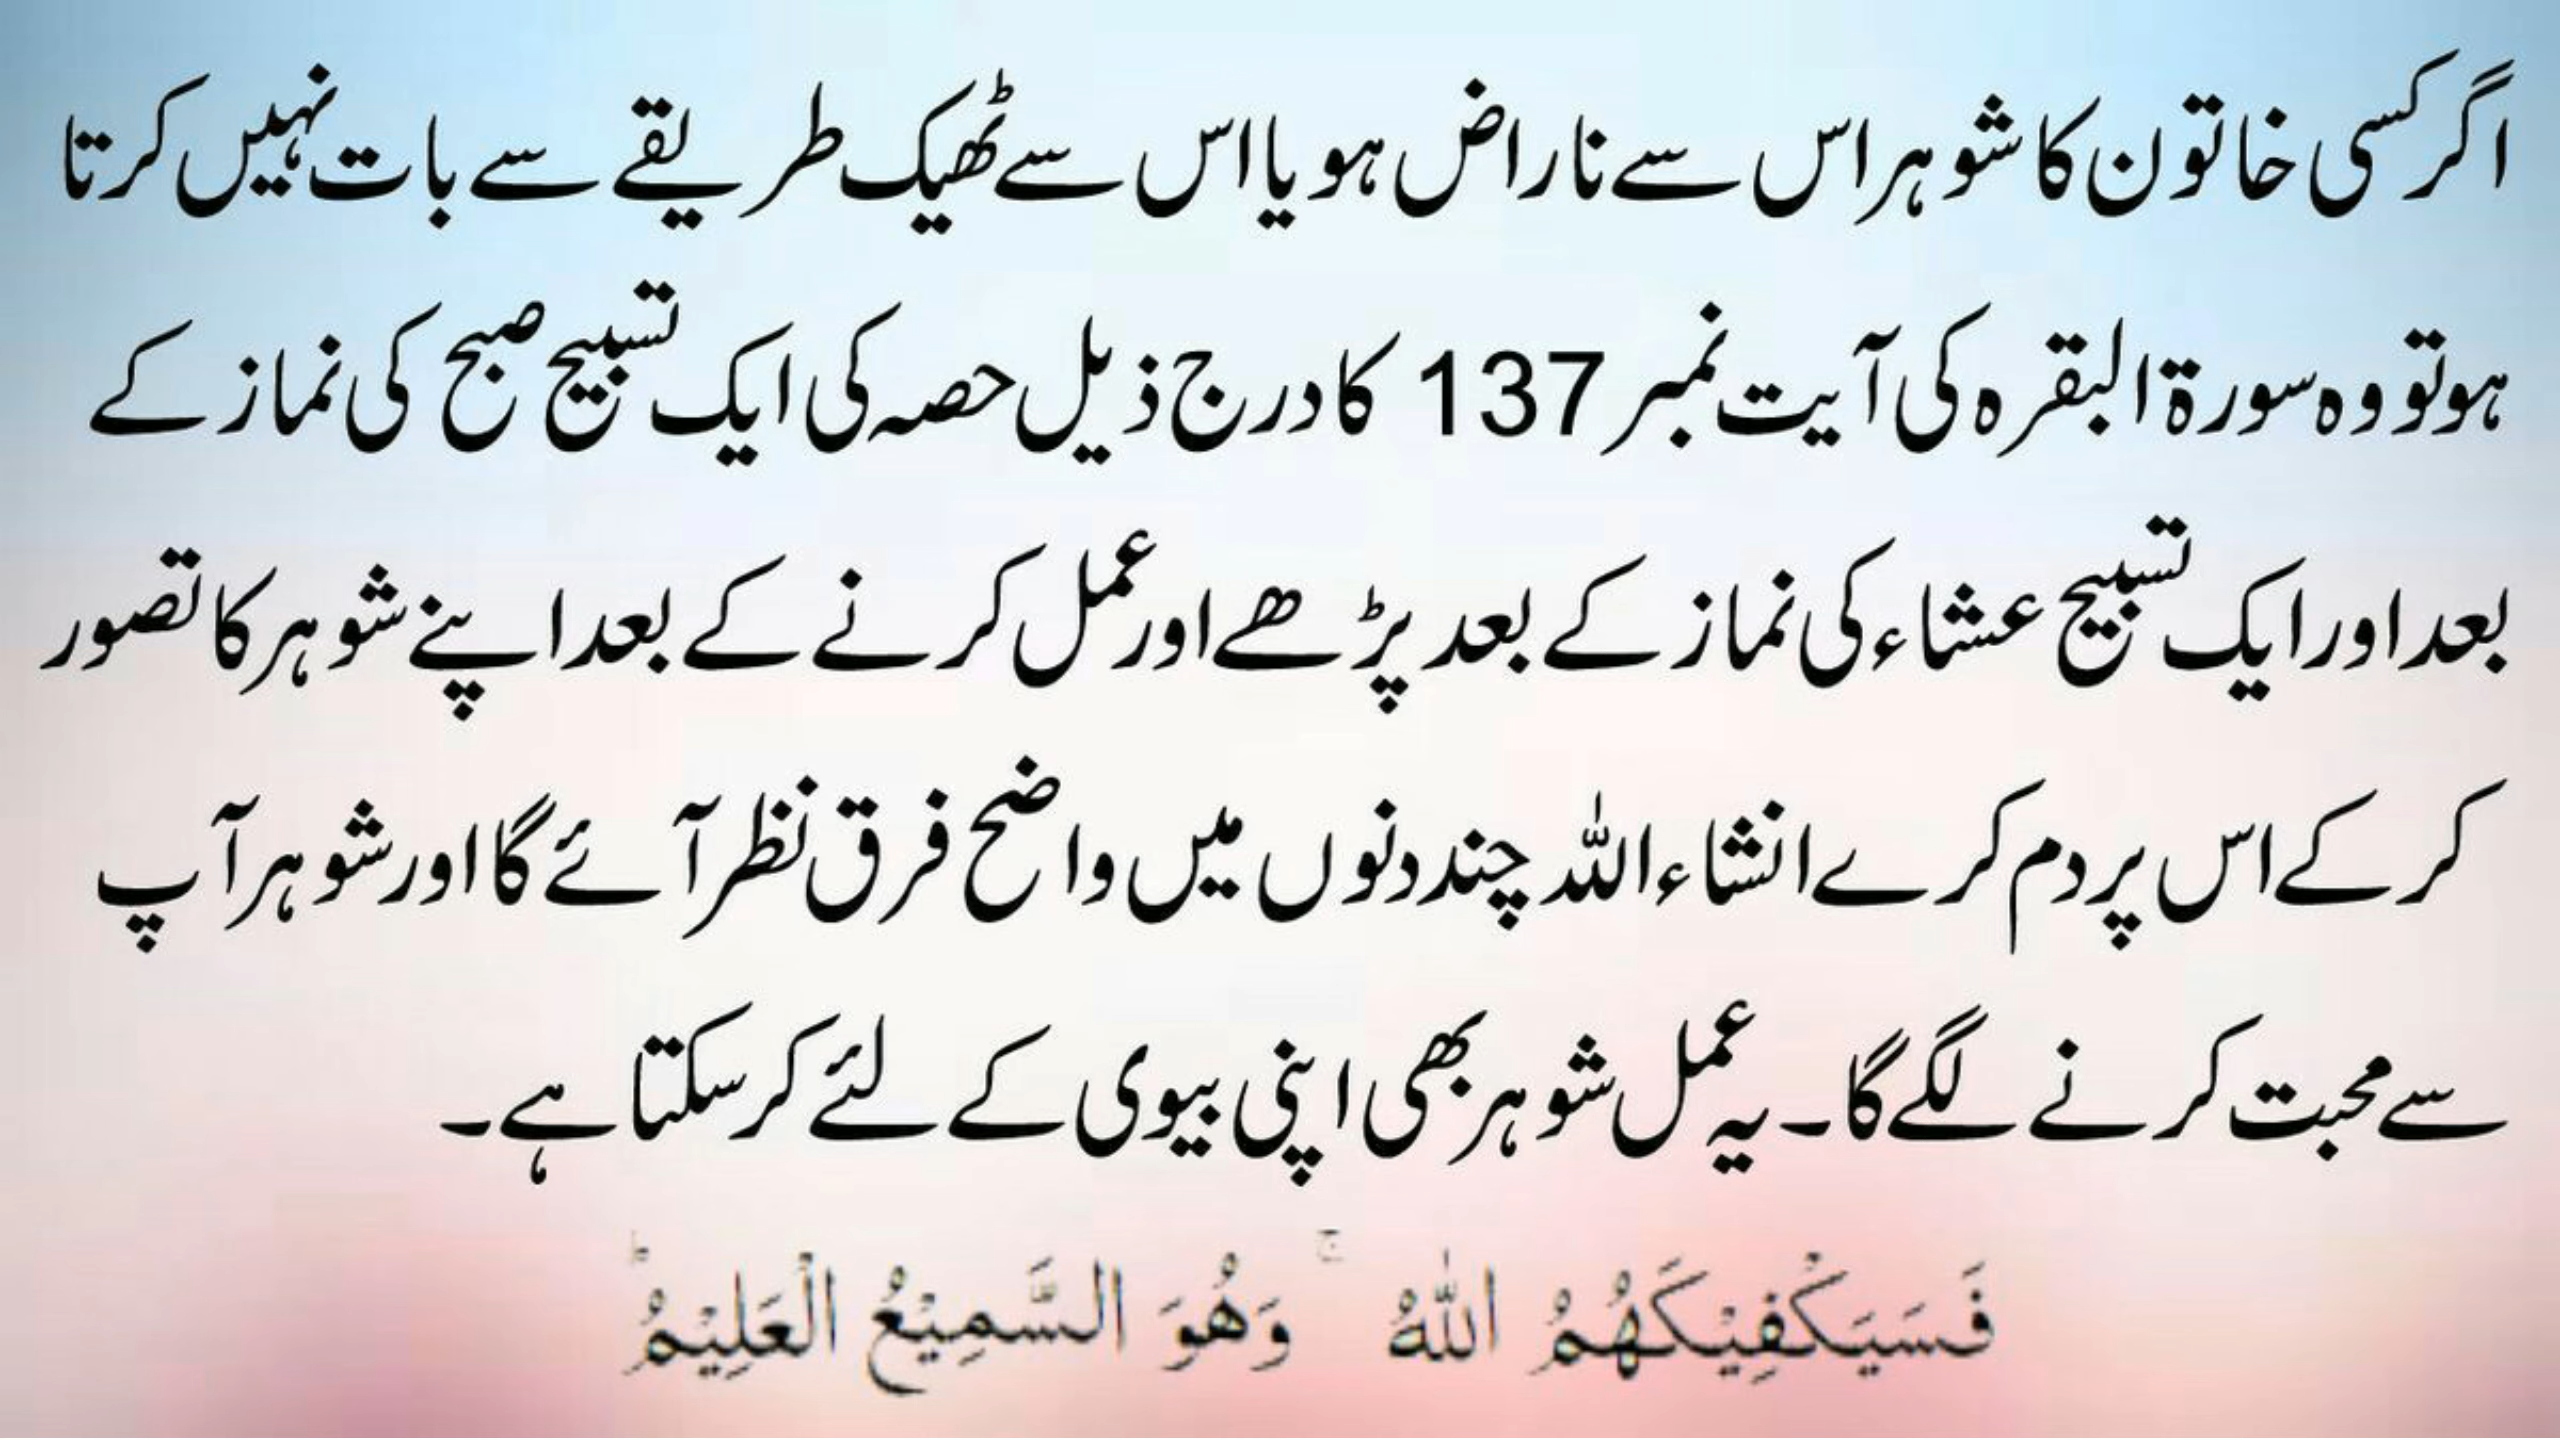 اگر کسی خاتون کا شوہر اس سے ناراض ہو یا اس سے ٹھیک طریقے سے بات نہیں کرتا
ہو تو وہ سورۃ البقرہ کی آیت نمبر 137 کا درج ذیل حصہ کی ایک تسبیح صبح کی نماز کے
بعد اور ایک تسبیح عشاء کی نماز کے بعد پڑھے اور عمل کرنے کے بعد اپنے شوہر کا تصور
کر کے اس پر دم کرے انشاء اللہ چند دنوں میں واضح فرق نظر آئے گا اور شوہر آپ
سے محبت کرنے لگے گا۔ یہ عمل شوہر بھی اپنی بیوی کے لئے کر سکتا ہے۔
فَسَيَكْفِيْكَهُمُ اللّٰهُ ۚ وَهُوَ السَّمِيْعُ الْعَلِيْمُؕ